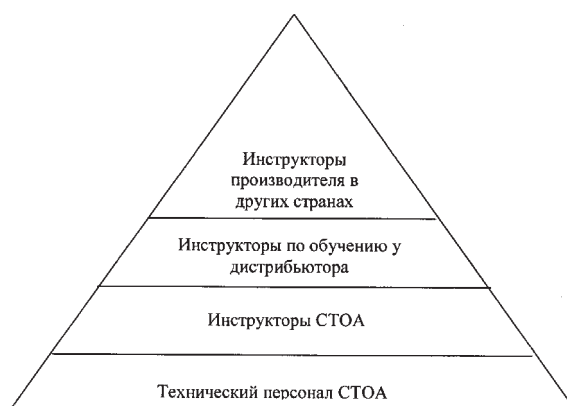 Инструкторы
производителя в
других странах
Инструкторы по обучению у
дистрибьютора
Инструкторы СТОА
Технический персонал СТОА